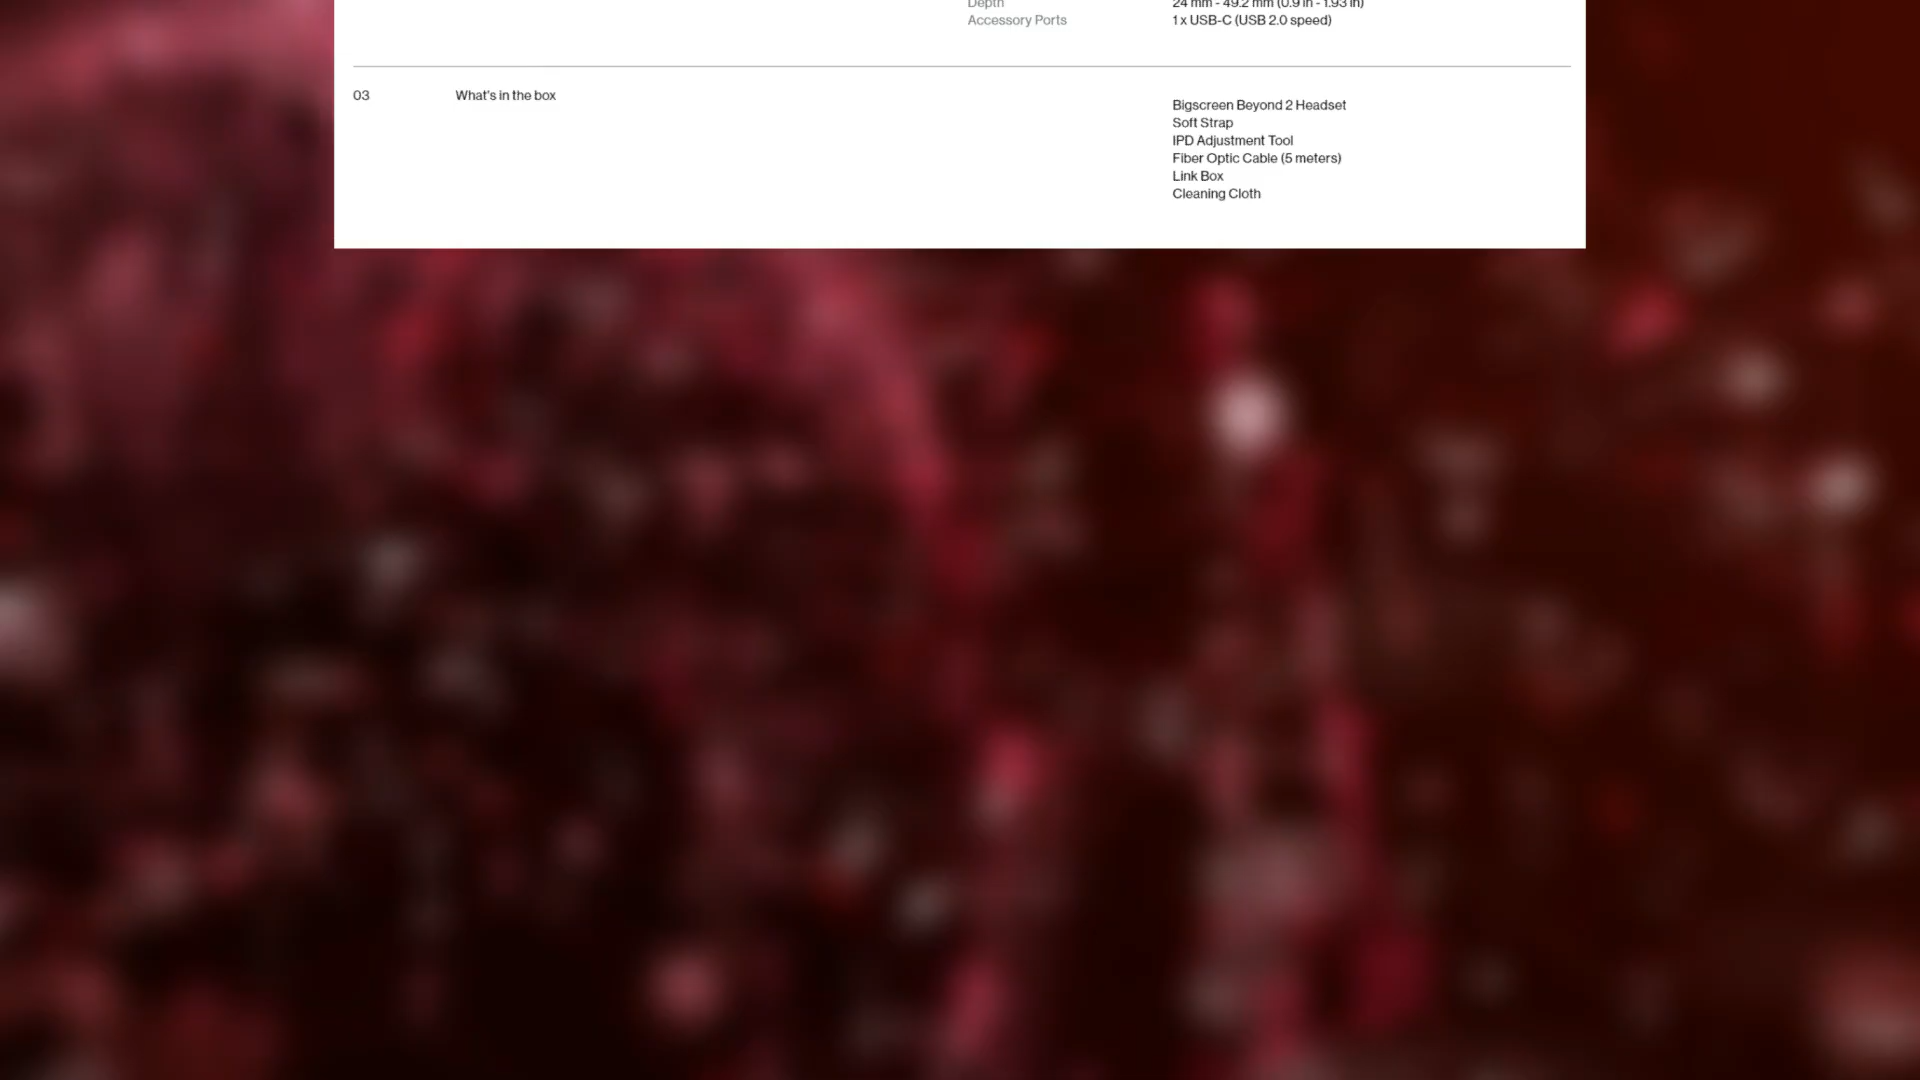 Depth 24 mm - 49.2 mm (0.9 in - 1.93 in)
Accessory Ports 1 x USB-C (USB 2.0 speed)
03 What's in the box
Bigscreen Beyond 2 Headset
Soft Strap
IPD Adjustment Tool
Fiber Optic Cable (5 meters)
Link Box
Cleaning Cloth